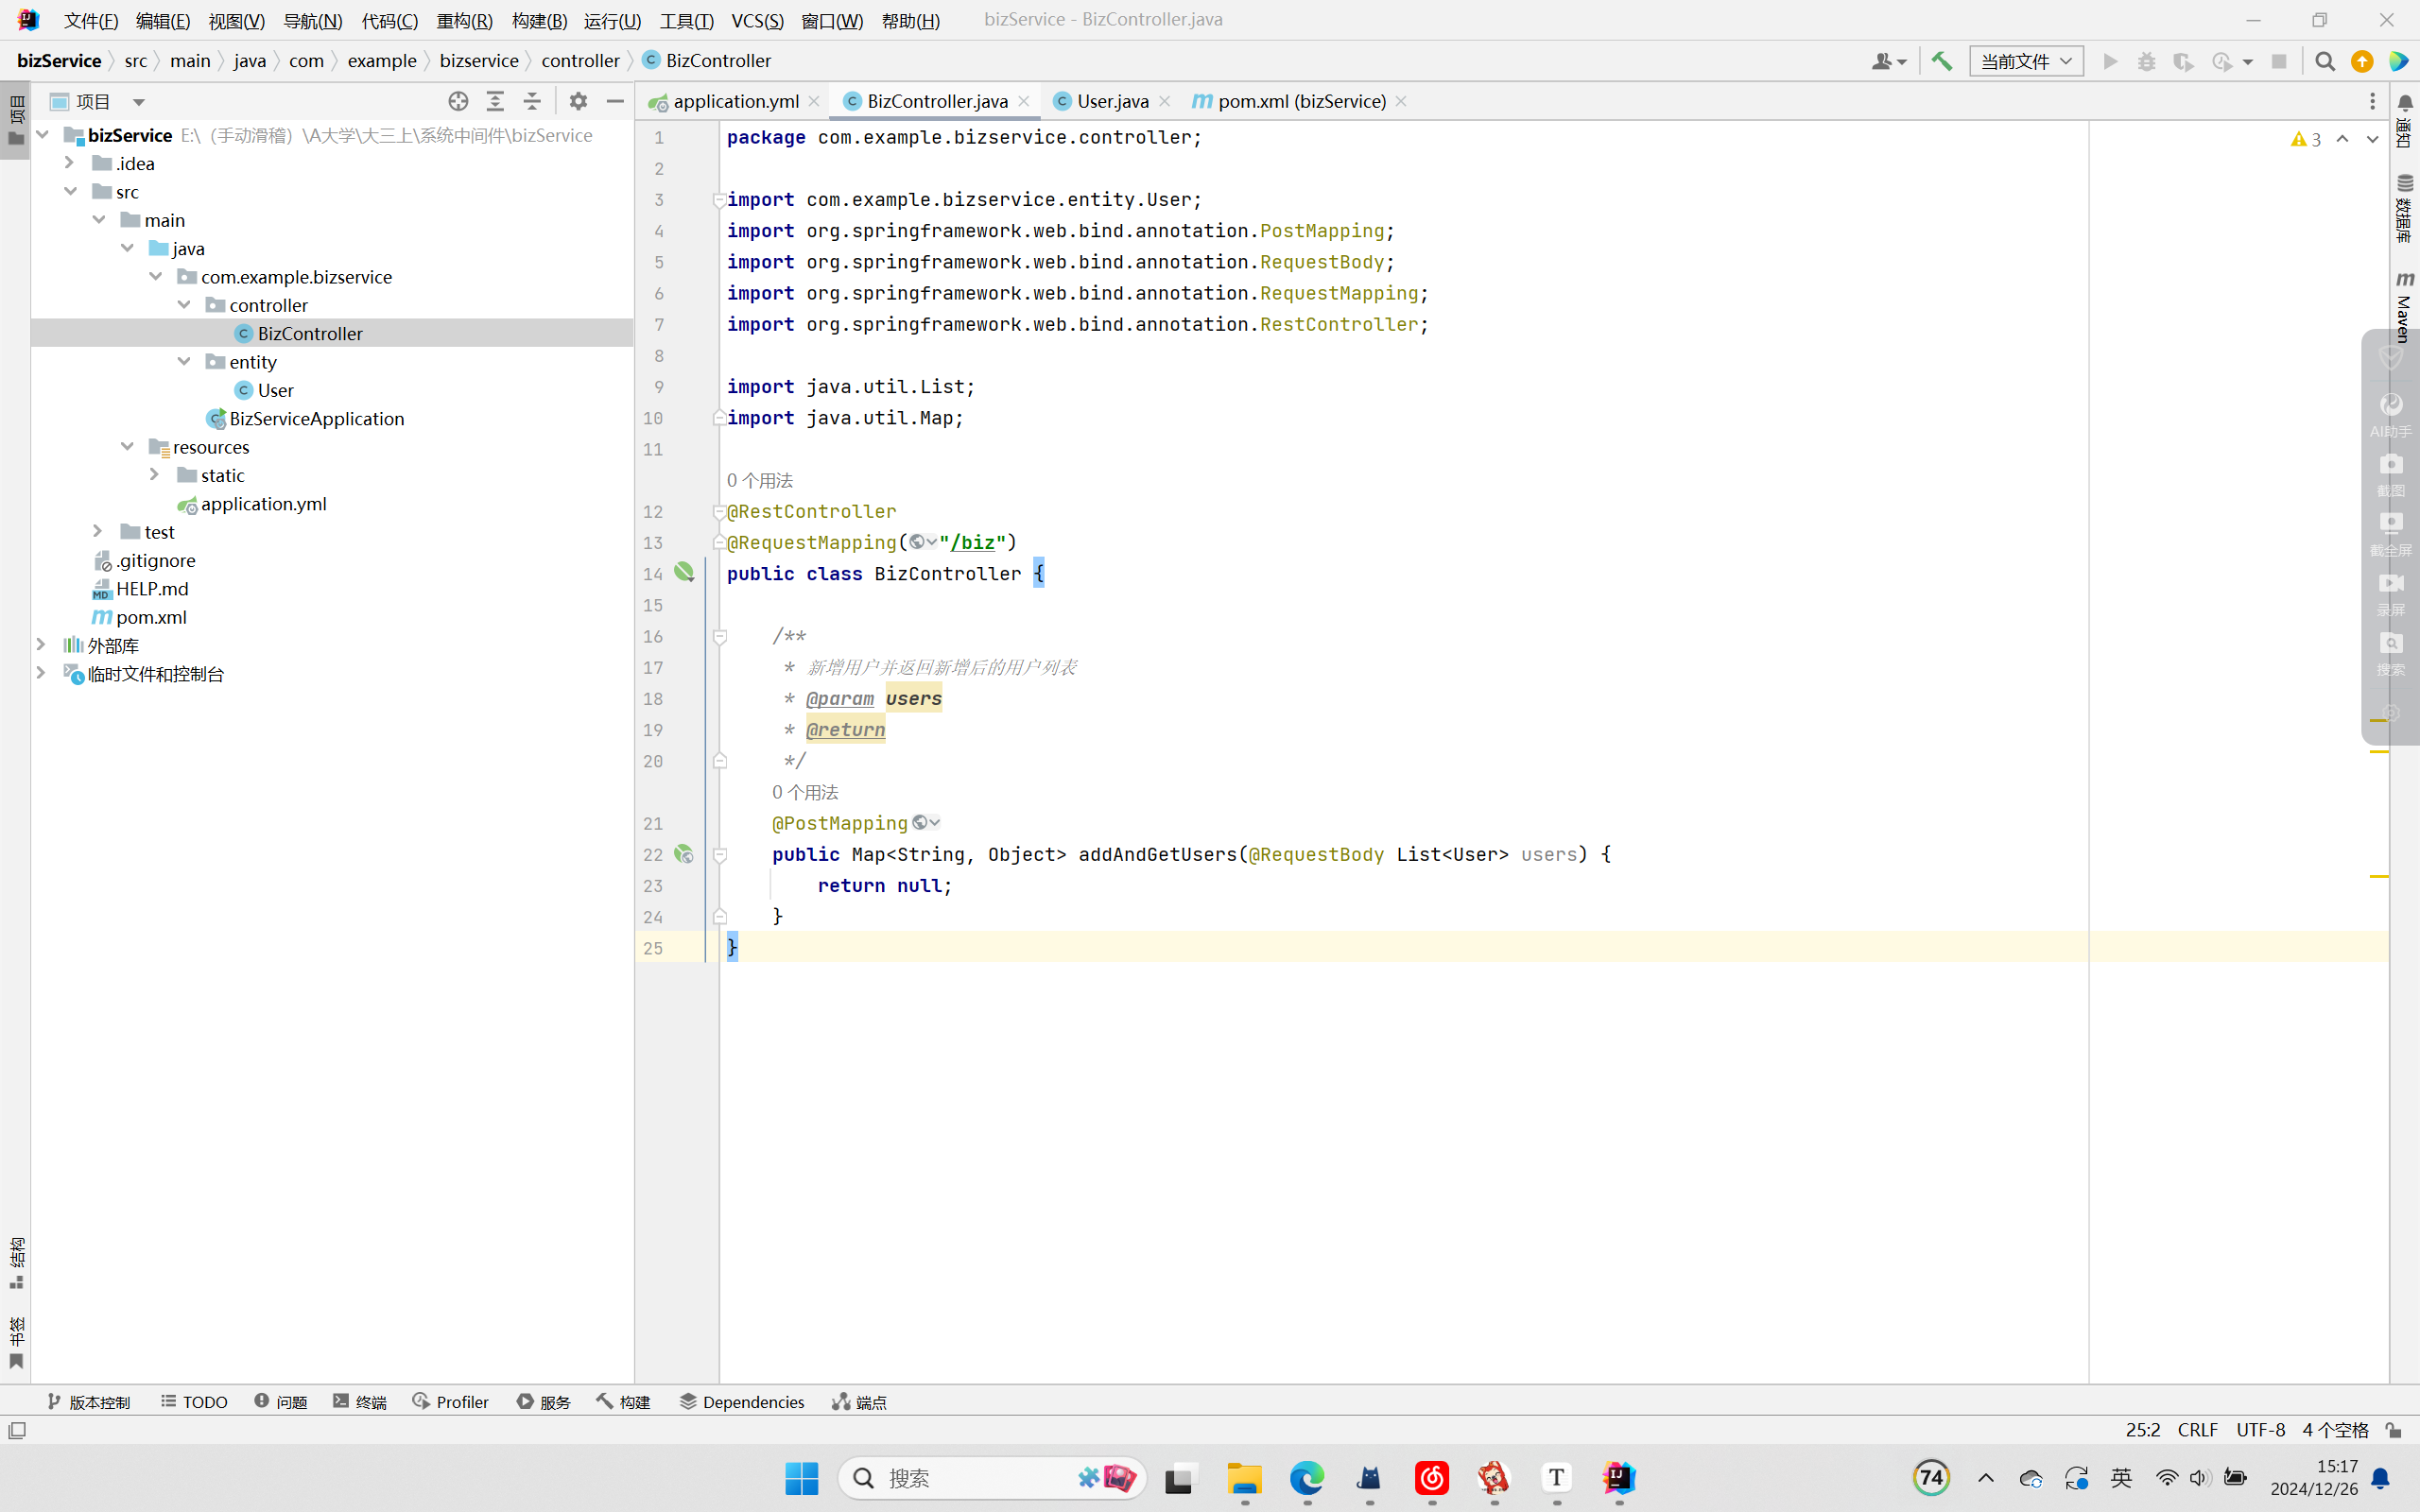 文件(F) 编辑(E) 视图(V) 导航(N) 代码(C) 重构(R) 构建(B) 运行(U) 工具(T) VCS(S) 窗口(W) 帮助(H) bizService - BizController.java
bizService src main java com example bizservice controller BizController 当前文件
项目
application.yml BizController.java User.java pom.xml (bizService)
项目
bizService E:\（手动滑稽）\A大学\大三上\系统中间件\bizService
.idea
src
main
java
com.example.bizservice
controller
BizController
entity
User
BizServiceApplication
resources
static
application.yml
test
.gitignore
HELP.md
pom.xml
外部库
临时文件和控制台
结构
书签
1 package com.example.bizservice.controller;
2
3 import com.example.bizservice.entity.User;
4 import org.springframework.web.bind.annotation.PostMapping;
5 import org.springframework.web.bind.annotation.RequestBody;
6 import org.springframework.web.bind.annotation.RequestMapping;
7 import org.springframework.web.bind.annotation.RestController;
8
9 import java.util.List;
10 import java.util.Map;
11
0 个用法
12 @RestController
13 @RequestMapping("/biz")
14 public class BizController {
15
16 /**
17 * 新增用户并返回新增后的用户列表
18 * @param users
19 * @return
20 */
0 个用法
21 @PostMapping
22 public Map<String, Object> addAndGetUsers(@RequestBody List<User> users) {
23 return null;
24 }
25 }
3
通知
数据库
Maven
AI助手
截图
截全屏
录屏
搜索
版本控制 TODO 问题 终端 Profiler 服务 构建 Dependencies 端点
25:2 CRLF UTF-8 4 个空格
搜索
74
英
15:17
2024/12/26